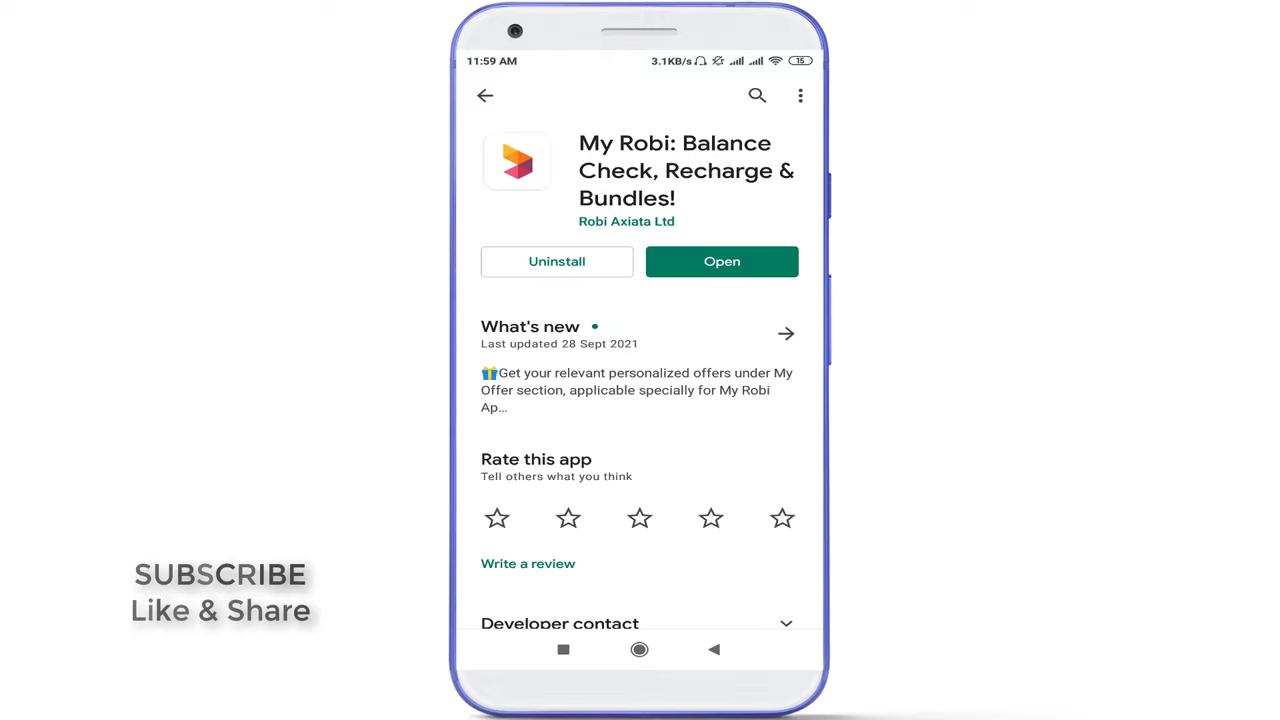 11:59 AM 3.1KB/s 15
My Robi: Balance
Check, Recharge &
Bundles!
Robi Axiata Ltd
Uninstall Open
What's new
Last updated 28 Sept 2021
🎁Get your relevant personalized offers under My
Offer section, applicable specially for My Robi
Ap...
Rate this app
Tell others what you think
Write a review
Developer contact
SUBSCRIBE
Like & Share